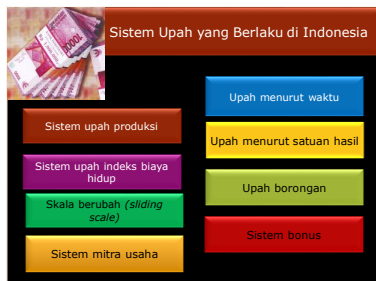 Sistem Upah yang Berlaku di Indonesia
Sistem upah produksi
Sistem upah indeks biaya
hidup
Skala berubah (sliding
scale)
Sistem mitra usaha
Upah menurut waktu
Upah menurut satuan hasil
Upah borongan
Sistem bonus